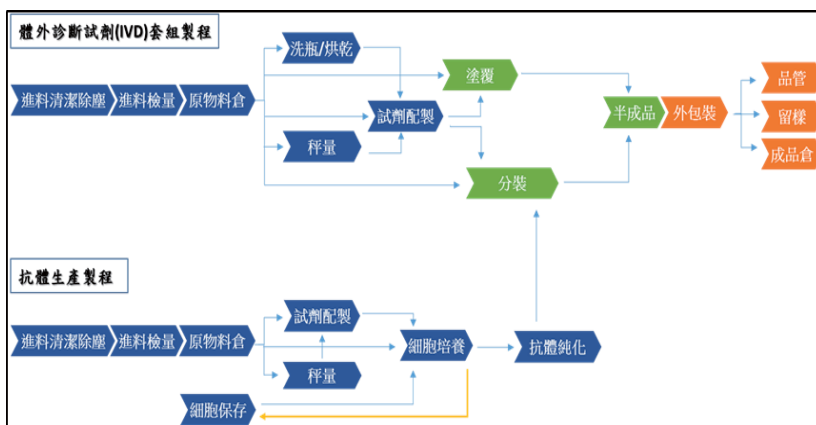 體外診斷試劑(IVD)套組製程
洗瓶/烘乾
塗覆
品管
進料清潔除塵
進料檢量
原物料倉
試劑配製
半成品
外包裝
留樣
秤量
成品倉
分裝
抗體生產製程
試劑配製
進料清潔除塵
進料檢量
原物料倉
細胞培養
抗體純化
秤量
細胞保存